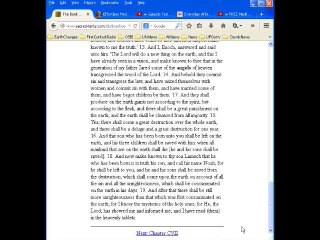 known to me the truth.' 13. And I, Enoch, answered and said
unto him: 'The Lord will do a new thing on the earth, and this I
have already seen in a vision, and make known to thee that in the
generation of my father Jared some of the angels of heaven
transgressed the word of the Lord. 14. And behold they commit
sin and transgress the law, and have united themselves with
women and commit sin with them, and have married some of
them, and have begot children by them. 17. And they shall
produce on the earth giants not according to the spirit, but
according to the flesh, and there shall be a great punishment on
the earth, and the earth shall be cleansed from all impurity. 15.
Yea, there shall come a great destruction over the whole earth,
and there shall be a deluge and a great destruction for one year.
16. And this son who has been born unto you shall be left on the
earth, and his three children shall be saved with him: when all
mankind that are on the earth shall die [he and his sons shall be
saved]. 18. And now make known to thy son Lamech that he
who has been born is in truth his son, and call his name Noah; for
he shall be left to you, and he and his sons shall be saved from
the destruction, which shall come upon the earth on account of all
the sin and all the unrighteousness, which shall be consummated
on the earth in his days. 19. And after that there shall be still
more unrighteousness than that which was first consummated on
the earth; for I know the mysteries of the holy ones; for He, the
Lord, has showed me and informed me, and I have read (them)
in the heavenly tablets.
Next: Chapter CVII